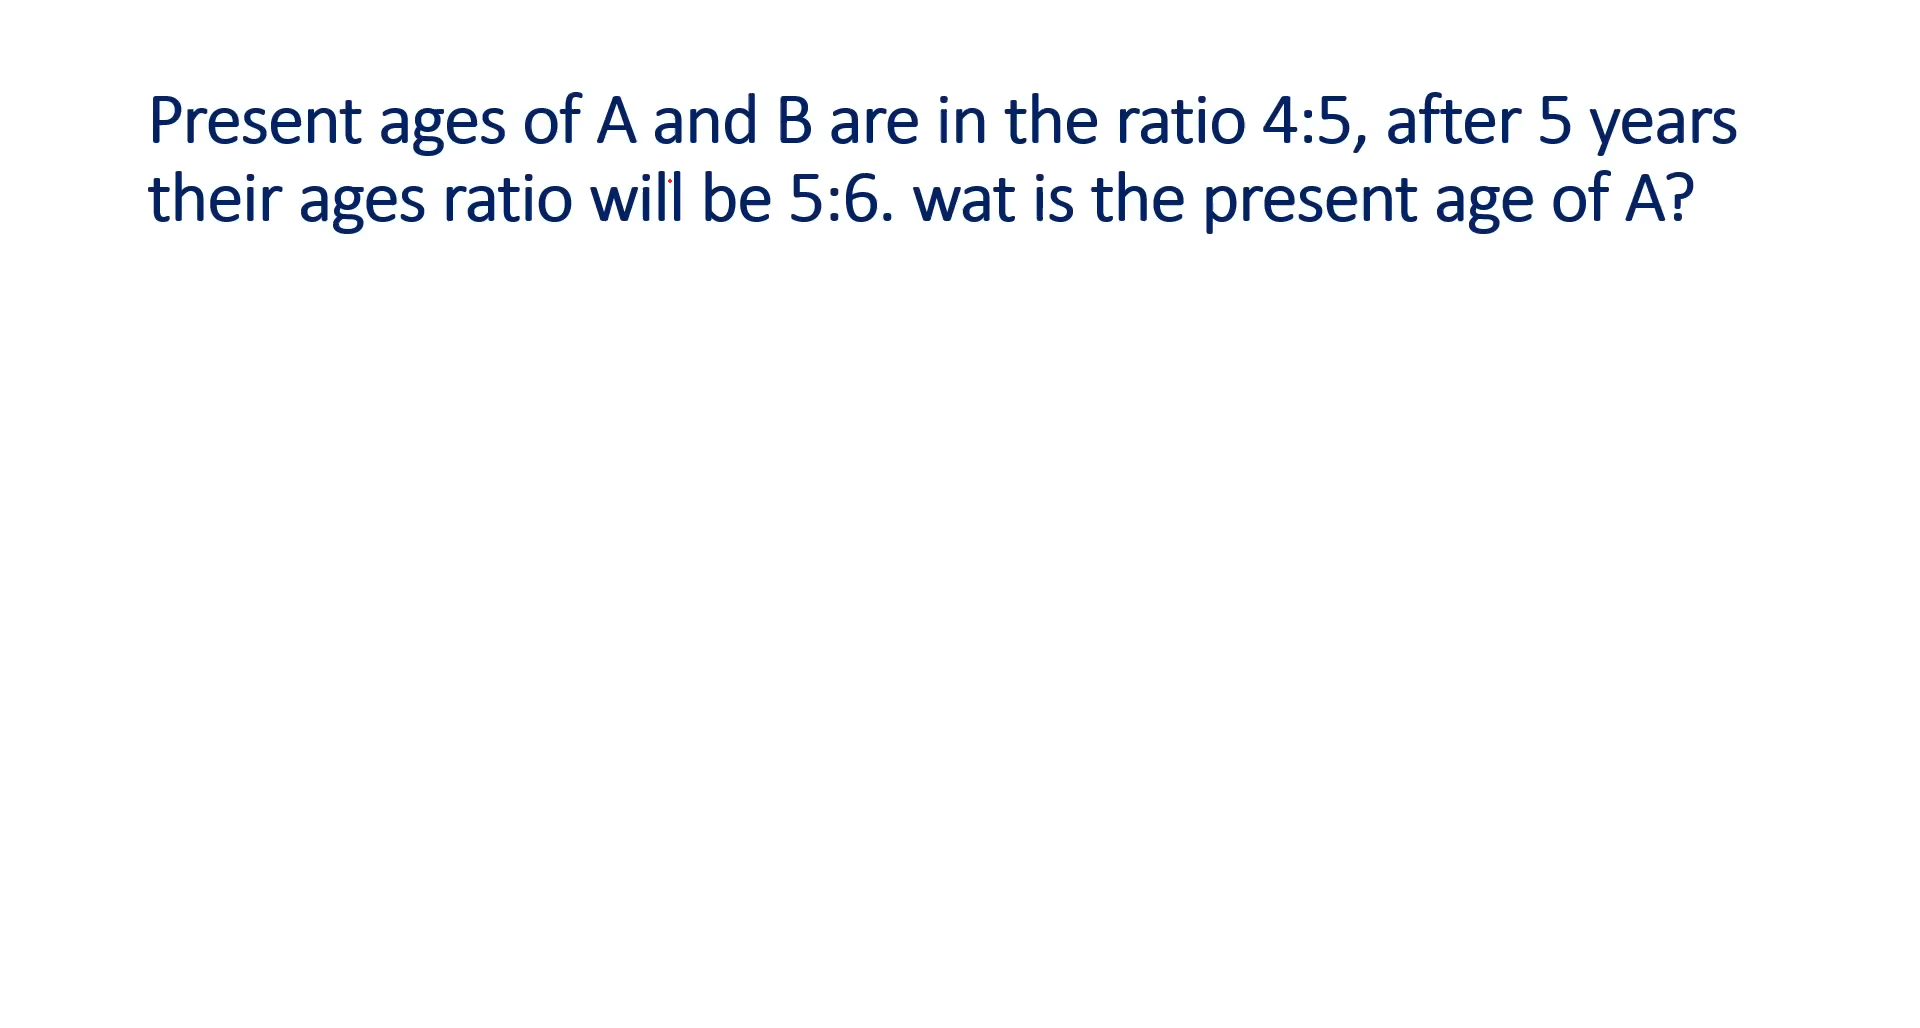 Present ages of A and B are in the ratio 4:5, after 5 years
their ages ratio will be 5:6. wat is the present age of A?